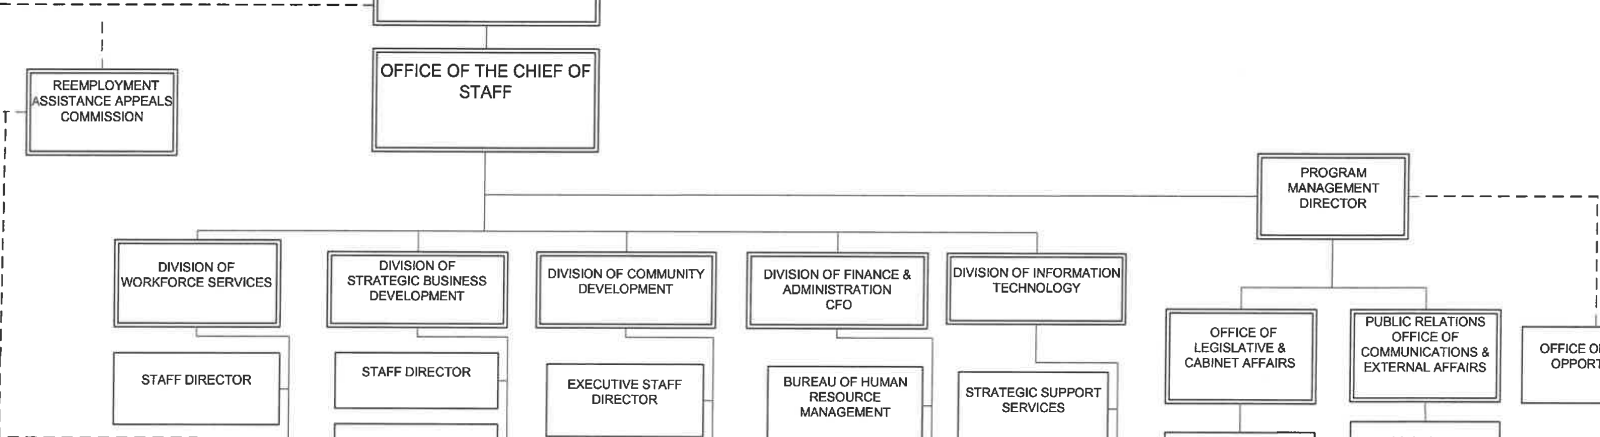 OFFICE OF THE CHIEF OF
STAFF
REEMPLOYMENT
ASSISTANCE APPEALS
COMMISSION
PROGRAM
MANAGEMENT
DIRECTOR
DIVISION OF
WORKFORCE SERVICES
DIVISION OF
STRATEGIC BUSINESS
DEVELOPMENT
DIVISION OF COMMUNITY
DEVELOPMENT
DIVISION OF FINANCE &
ADMINISTRATION
CFO
DIVISION OF INFORMATION
TECHNOLOGY
OFFICE OF
LEGISLATIVE &
CABINET AFFAIRS
PUBLIC RELATIONS
OFFICE OF
COMMUNICATIONS &
EXTERNAL AFFAIRS
OFFICE
STAFF DIRECTOR
STAFF DIRECTOR
EXECUTIVE STAFF
DIRECTOR
BUREAU OF HUMAN
RESOURCE
MANAGEMENT
STRATEGIC SUPPORT
SERVICES